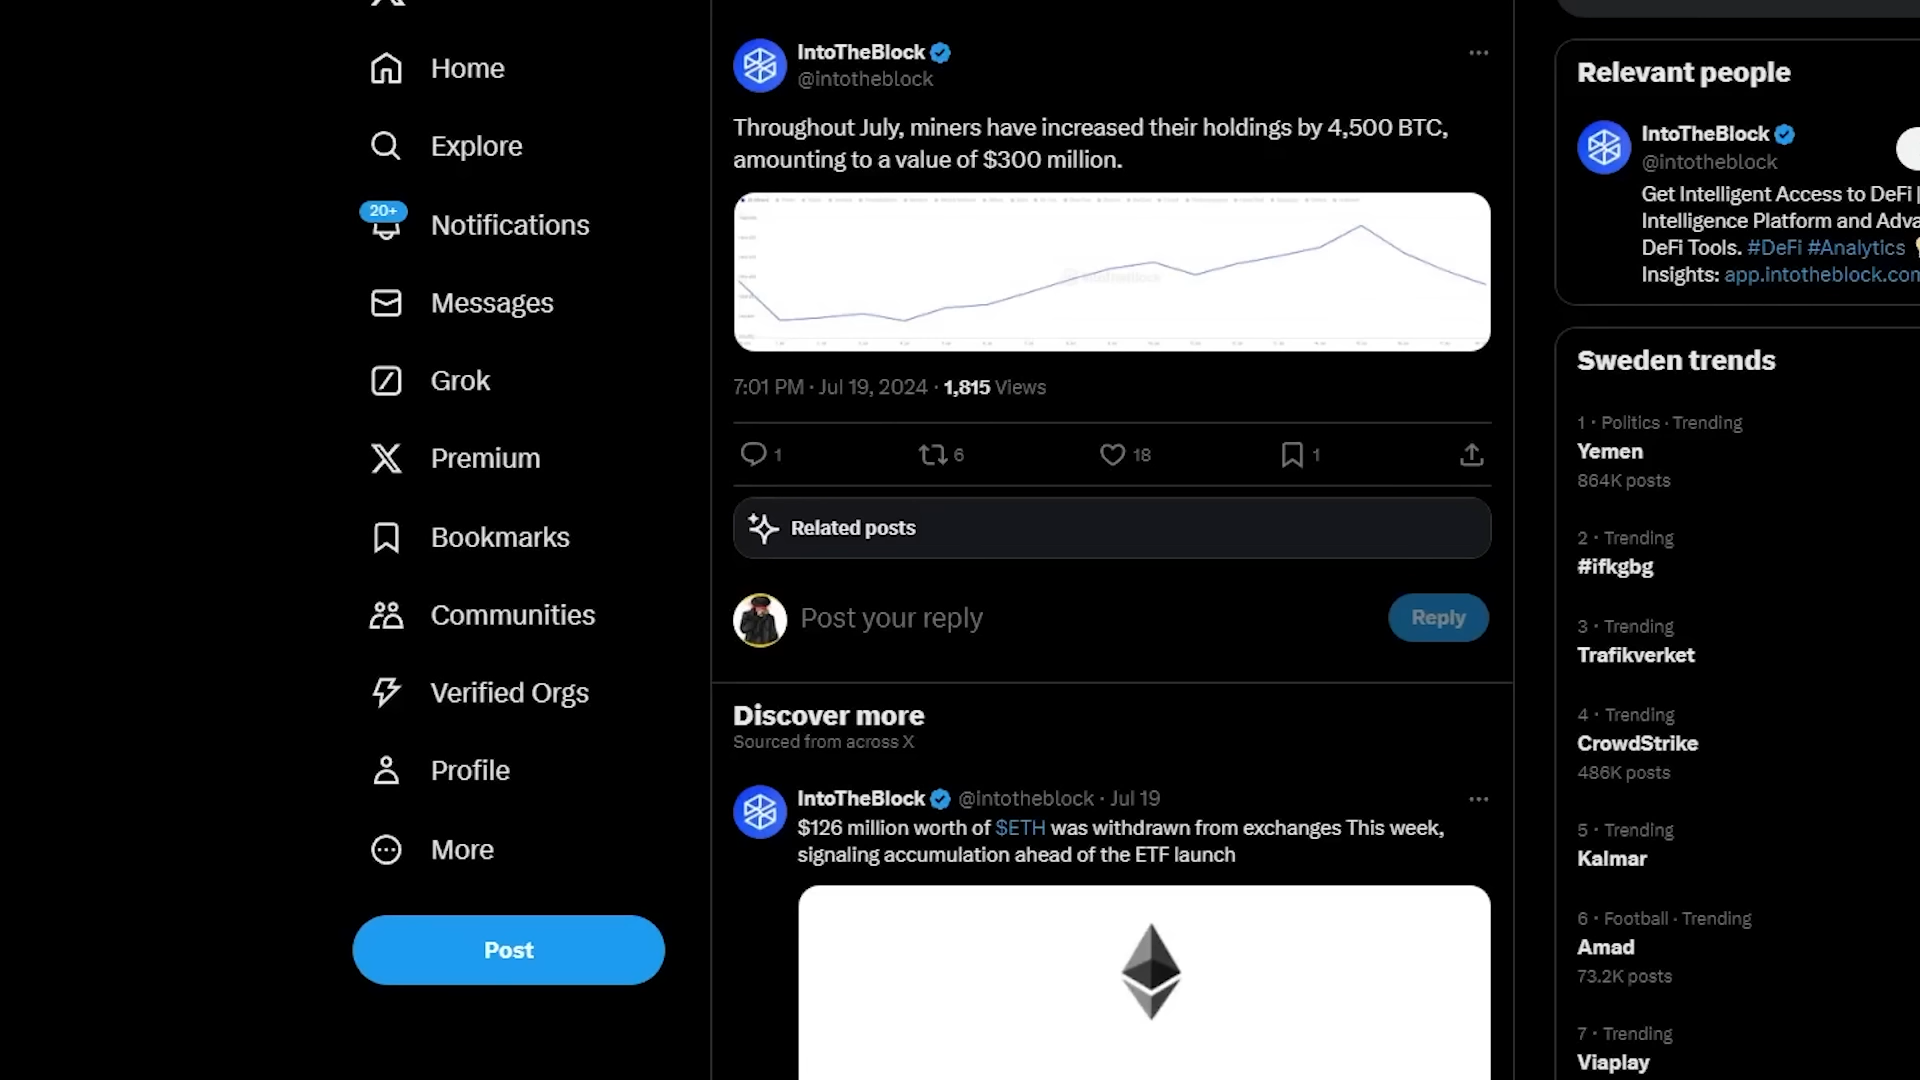 Home
Explore
20+
Notifications
Messages
Grok
Premium
Bookmarks
Communities
Verified Orgs
Profile
More
Post
IntoTheBlock
@intotheblock
Throughout July, miners have increased their holdings by 4,500 BTC,
amounting to a value of $300 million.
7:01 PM · Jul 19, 2024 · 1,815 Views
1 6 18 1
Related posts
Post your reply
Reply
Discover more
Sourced from across X
IntoTheBlock @intotheblock · Jul 19
$126 million worth of $ETH was withdrawn from exchanges This week,
signaling accumulation ahead of the ETF launch
Relevant people
IntoTheBlock
@intotheblock
Get Intelligent Access to DeFi |
Intelligence Platform and Adva
DeFi Tools. #DeFi #Analytics
Insights: app.intotheblock.com
Sweden trends
1 · Politics · Trending
Yemen
864K posts
2 · Trending
#ifkgbg
3 · Trending
Trafikverket
4 · Trending
CrowdStrike
486K posts
5 · Trending
Kalmar
6 · Football · Trending
Amad
73.2K posts
7 · Trending
Viaplay